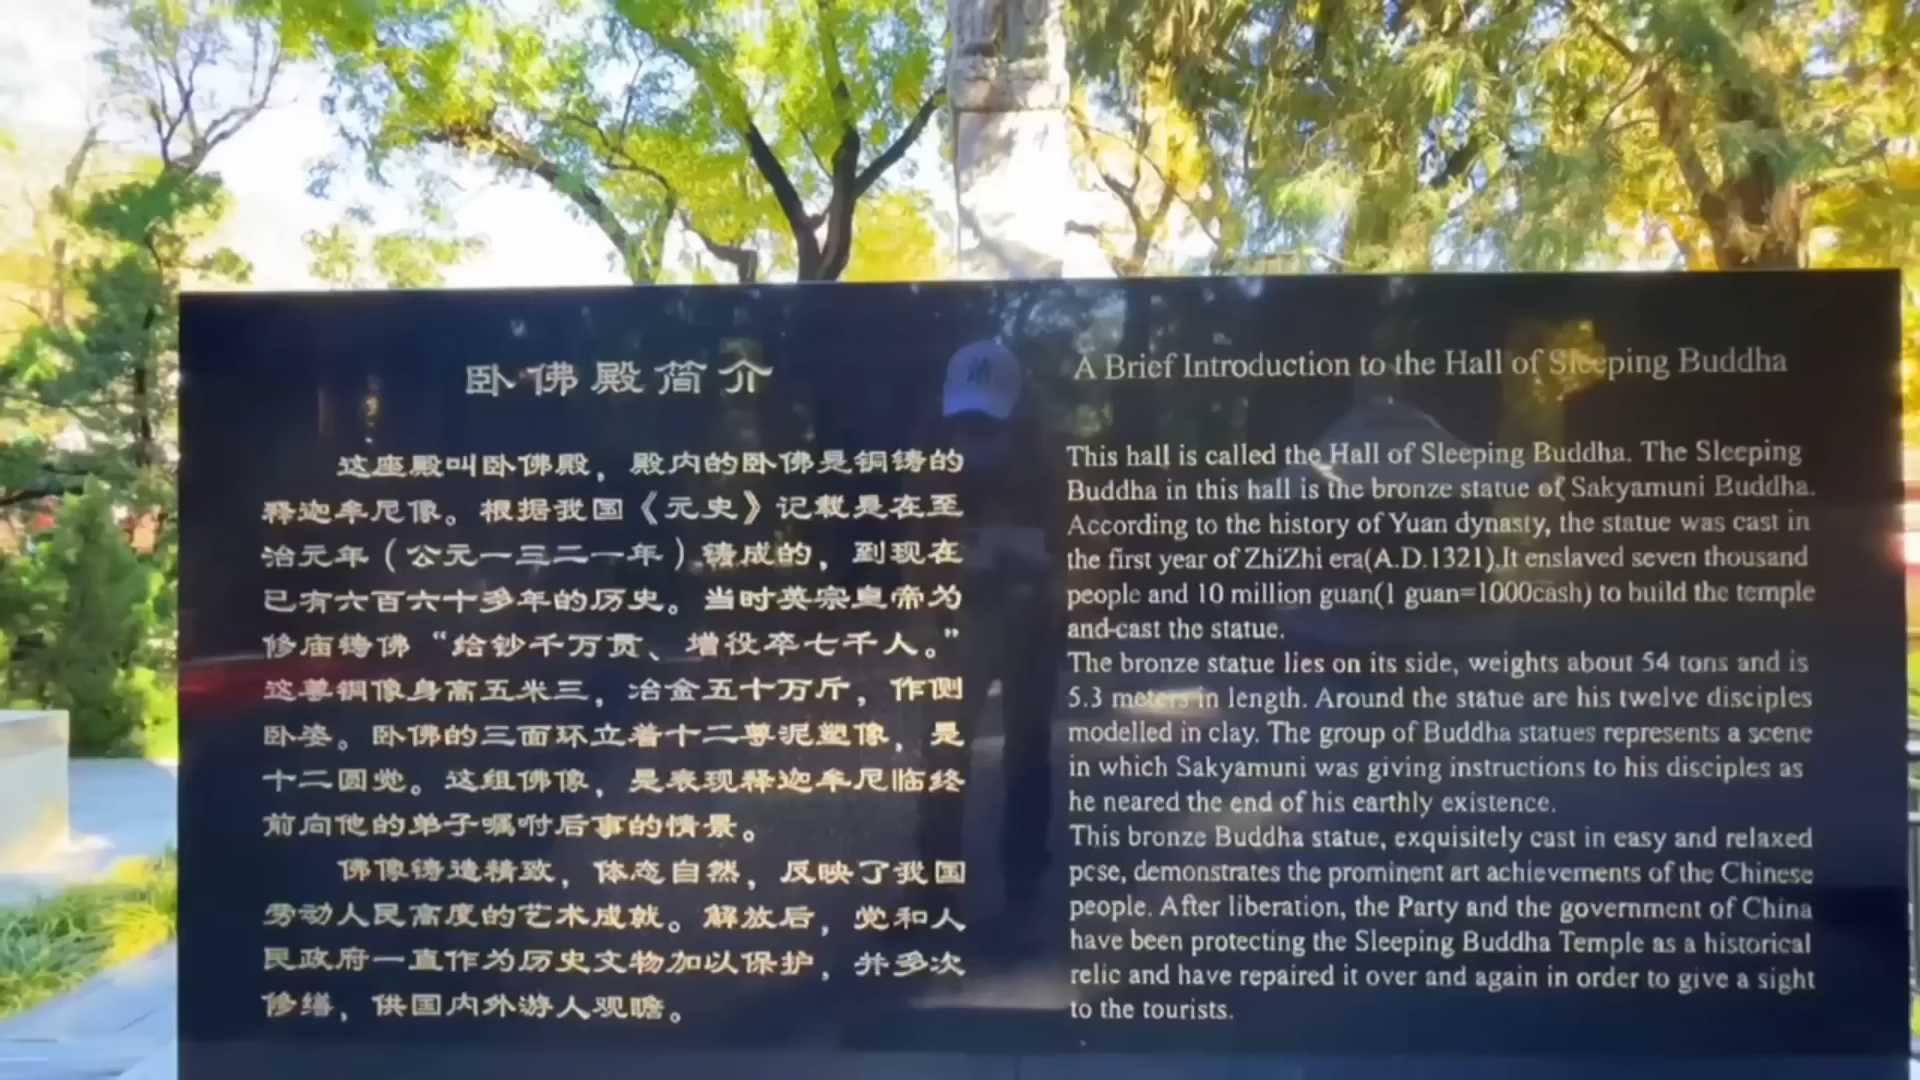 卧佛殿简介
这座殿叫卧佛殿，殿内的卧佛是铜铸的
释迦牟尼像。根据我国《元史》记载是在至
治元年（公元一三二一年）铸成的，到现在
已有六百六十多年的历史。当时英宗皇帝为
修庙铸佛“给钞千万贯、增役卒七千人。”
这尊铜像身高五米三，冶金五十万斤，作侧
卧姿。卧佛的三面环立着十二尊泥塑像，是
十二圆觉。这组佛像，是表现释迦牟尼临终
前向他的弟子嘱咐后事的情景。
佛像铸造精致，体态自然，反映了我国
劳动人民高度的艺术成就。解放后，党和人
民政府一直作为历史文物加以保护，并多次
修缮，供国内外游人观瞻。
A Brief Introduction to the Hall of Sleeping Buddha
This hall is called the Hall of Sleeping Buddha. The Sleeping
Buddha in this hall is the bronze statue of Sakyamuni Buddha.
According to the history of Yuan dynasty, the statue was cast in
the first year of ZhiZhi era(A.D.1321).It enslaved seven thousand
people and 10 million guan(1 guan=1000cash) to build the temple
and cast the statue.
The bronze statue lies on its side, weights about 54 tons and is
5.3 meters in length. Around the statue are his twelve disciples
modelled in clay. The group of Buddha statues represents a scene
in which Sakyamuni was giving instructions to his disciples as
he neared the end of his earthly existence.
This bronze Buddha statue, exquisitely cast in easy and relaxed
pose, demonstrates the prominent art achievements of the Chinese
people. After liberation, the Party and the government of China
have been protecting the Sleeping Buddha Temple as a historical
relic and have repaired it over and again in order to give a sight
to the tourists.